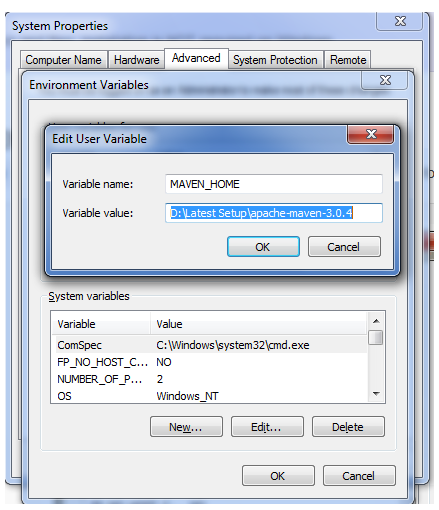 System Properties
Computer Name Hardware Advanced System Protection Remote
Environment Variables
Edit User Variable
Variable name: MAVEN_HOME
Variable value: D:\Latest Setup\apache-maven-3.0.4
OK Cancel
System variables
Variable Value
ComSpec C:\Windows\system32\cmd.exe
FP_NO_HOST_C... NO
NUMBER_OF_P... 2
OS Windows_NT
New... Edit... Delete
OK Cancel